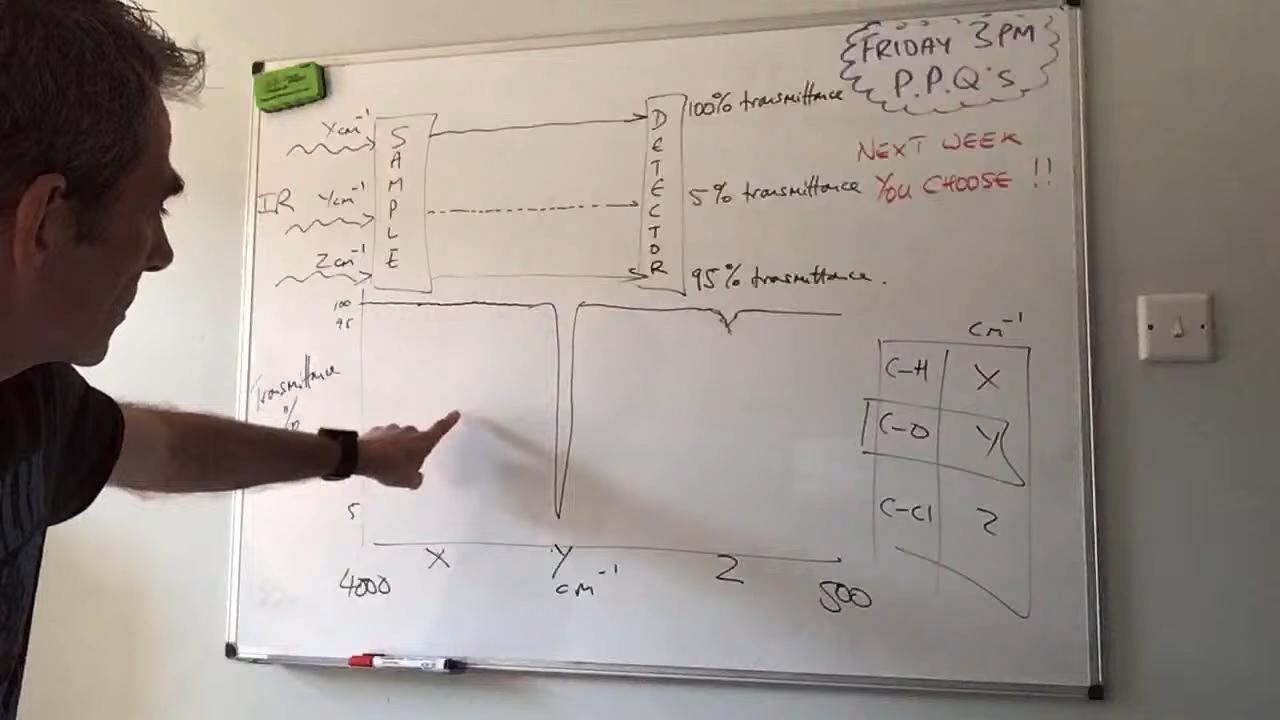 FRIDAY 3PM
P.P.Q'S
NEXT WEEK
YOU CHOOSE !!
IR
Xcm⁻¹
Ycm⁻¹
Zcm⁻¹
SAMPLE
DETECTOR
100% transmittance
5% transmittance
95% transmittance.
100
95
Transmittance
%
5
X
Y
Z
4000
cm⁻¹
500
cm⁻¹
C-H X
C-O Y
C-Cl Z